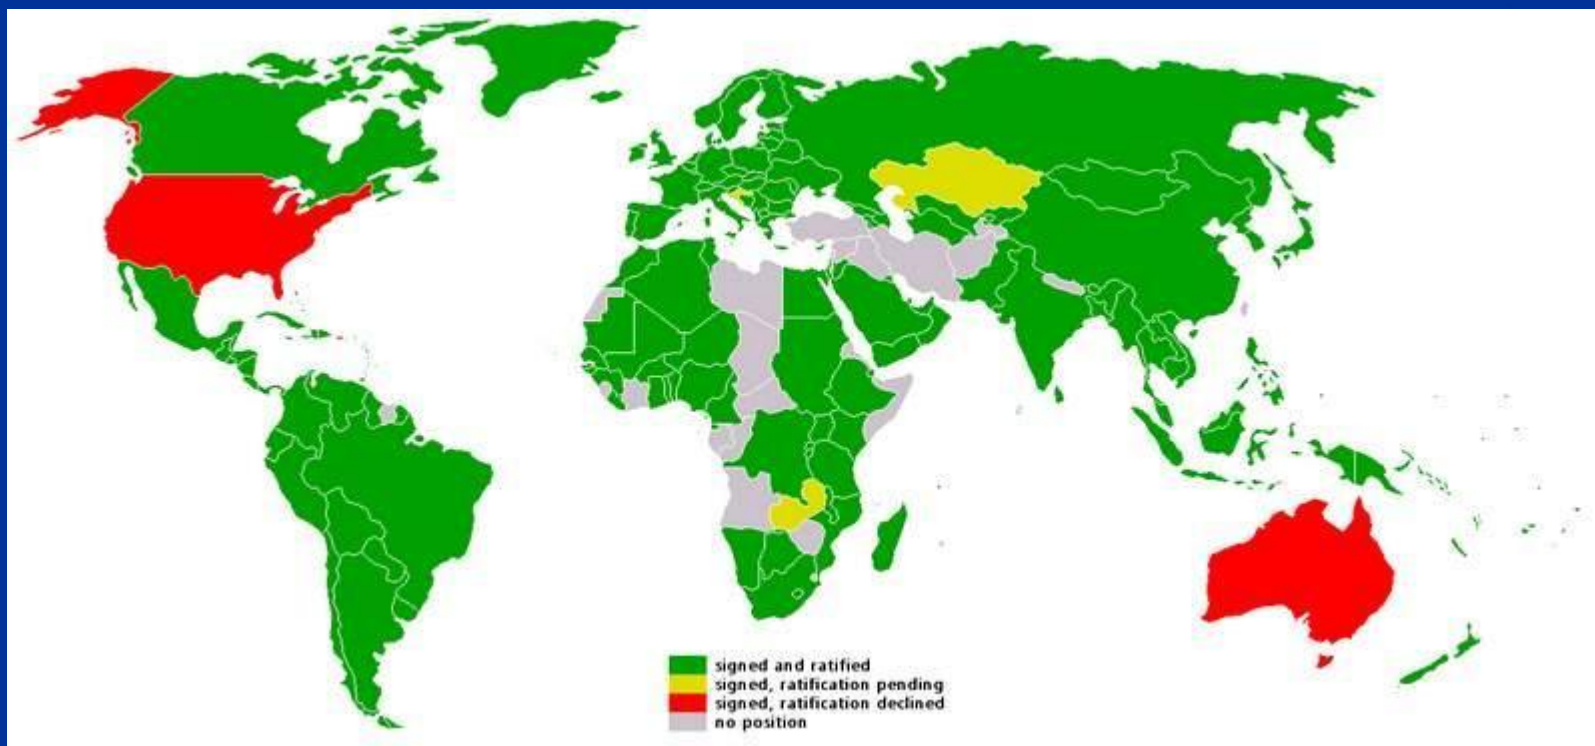 signed and ratified
signed, ratification pending
signed, ratification declined
no position